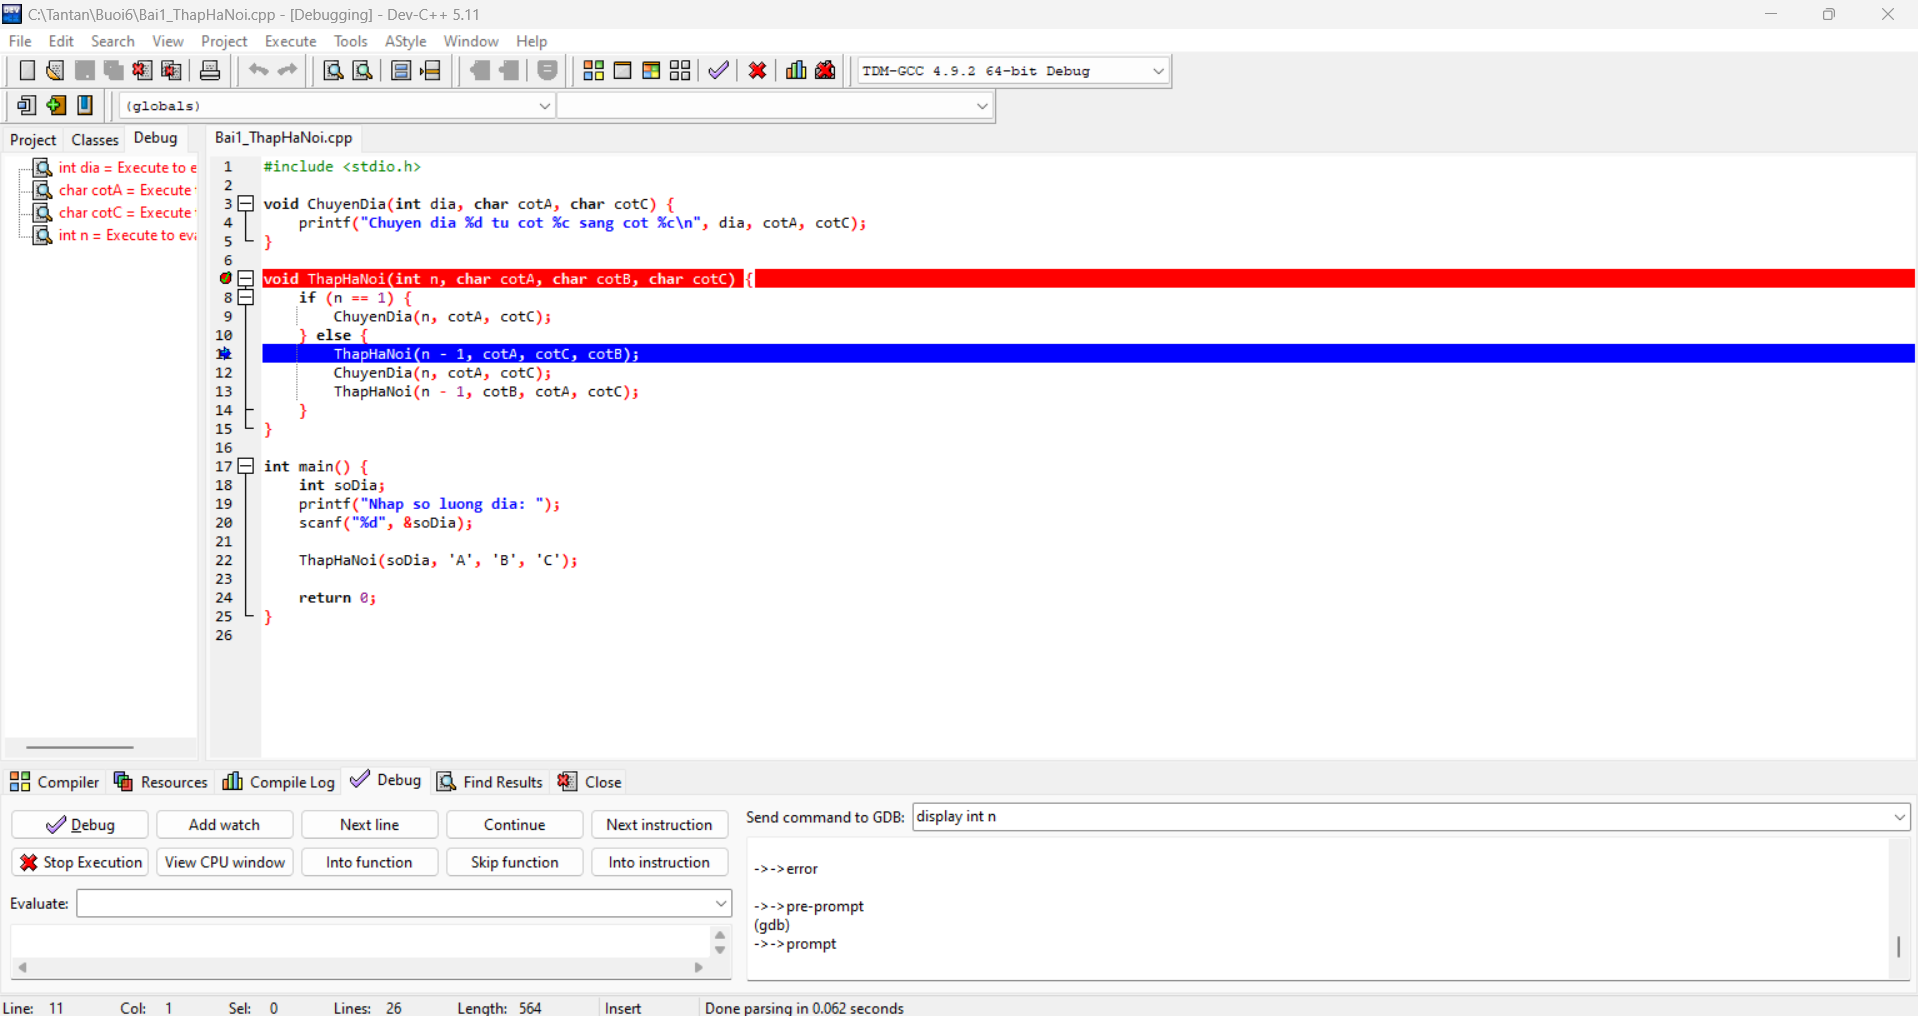 C:\Tantan\Buoi6\Bai1_ThapHaNoi.cpp - [Debugging] - Dev-C++ 5.11
File Edit Search View Project Execute Tools AStyle Window Help
TDM-GCC 4.9.2 64-bit Debug
(globals)
Project Classes Debug Bai1_ThapHaNoi.cpp
int dia = Execute to e
char cotA = Execute
char cotC = Execute
int n = Execute to eva
1 #include <stdio.h>
2
3 void ChuyenDia(int dia, char cotA, char cotC) {
4 printf("Chuyen dia %d tu cot %c sang cot %c\n", dia, cotA, cotC);
5 }
6
void ThapHaNoi(int n, char cotA, char cotB, char cotC) {
8 if (n == 1) {
9 ChuyenDia(n, cotA, cotC);
10 } else {
11 ThapHaNoi(n - 1, cotA, cotC, cotB);
12 ChuyenDia(n, cotA, cotC);
13 ThapHaNoi(n - 1, cotB, cotA, cotC);
14 }
15 }
16
17 int main() {
18 int soDia;
19 printf("Nhap so luong dia: ");
20 scanf("%d", &soDia);
21
22 ThapHaNoi(soDia, 'A', 'B', 'C');
23
24 return 0;
25 }
26
Compiler Resources Compile Log Debug Find Results Close
Debug Add watch Next line Continue Next instruction
Stop Execution View CPU window Into function Skip function Into instruction
Evaluate:
Send command to GDB: display int n
->->error
->->pre-prompt
(gdb)
->->prompt
Line: 11 Col: 1 Sel: 0 Lines: 26 Length: 564 Insert Done parsing in 0.062 seconds